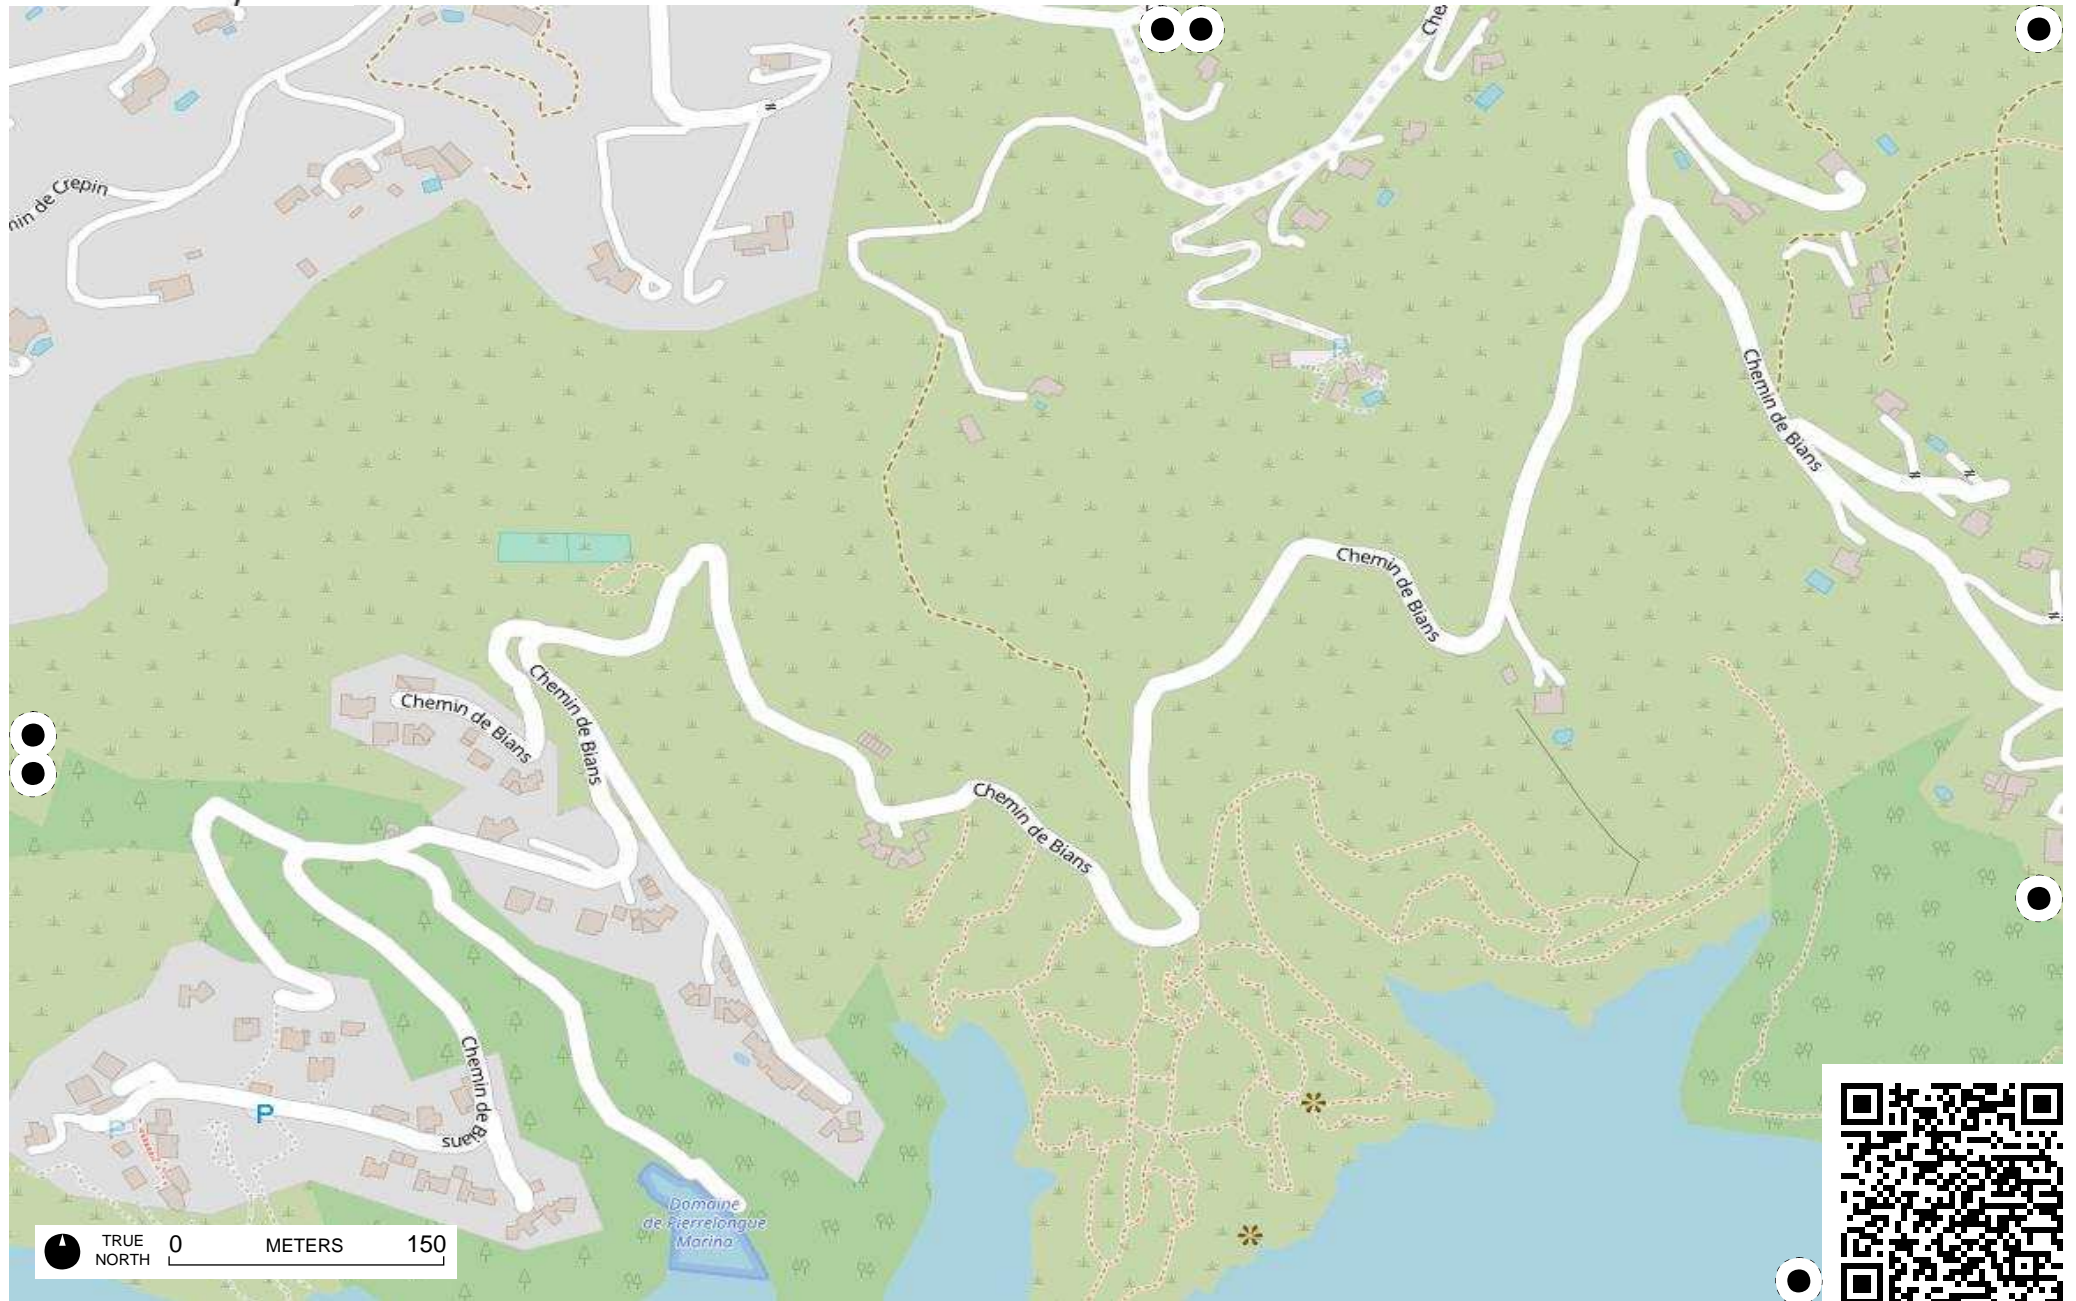 Che
min de Crepin
Chemin de Bians
Chemin de Bians
Chemin de Bians
Chemin de Bians
Chemin de Bians
Chemin de Bians
P
P
P
Domaine
de Pierrelongue
Marina
Chemin de Bians
TRUE
NORTH
0 METERS 150